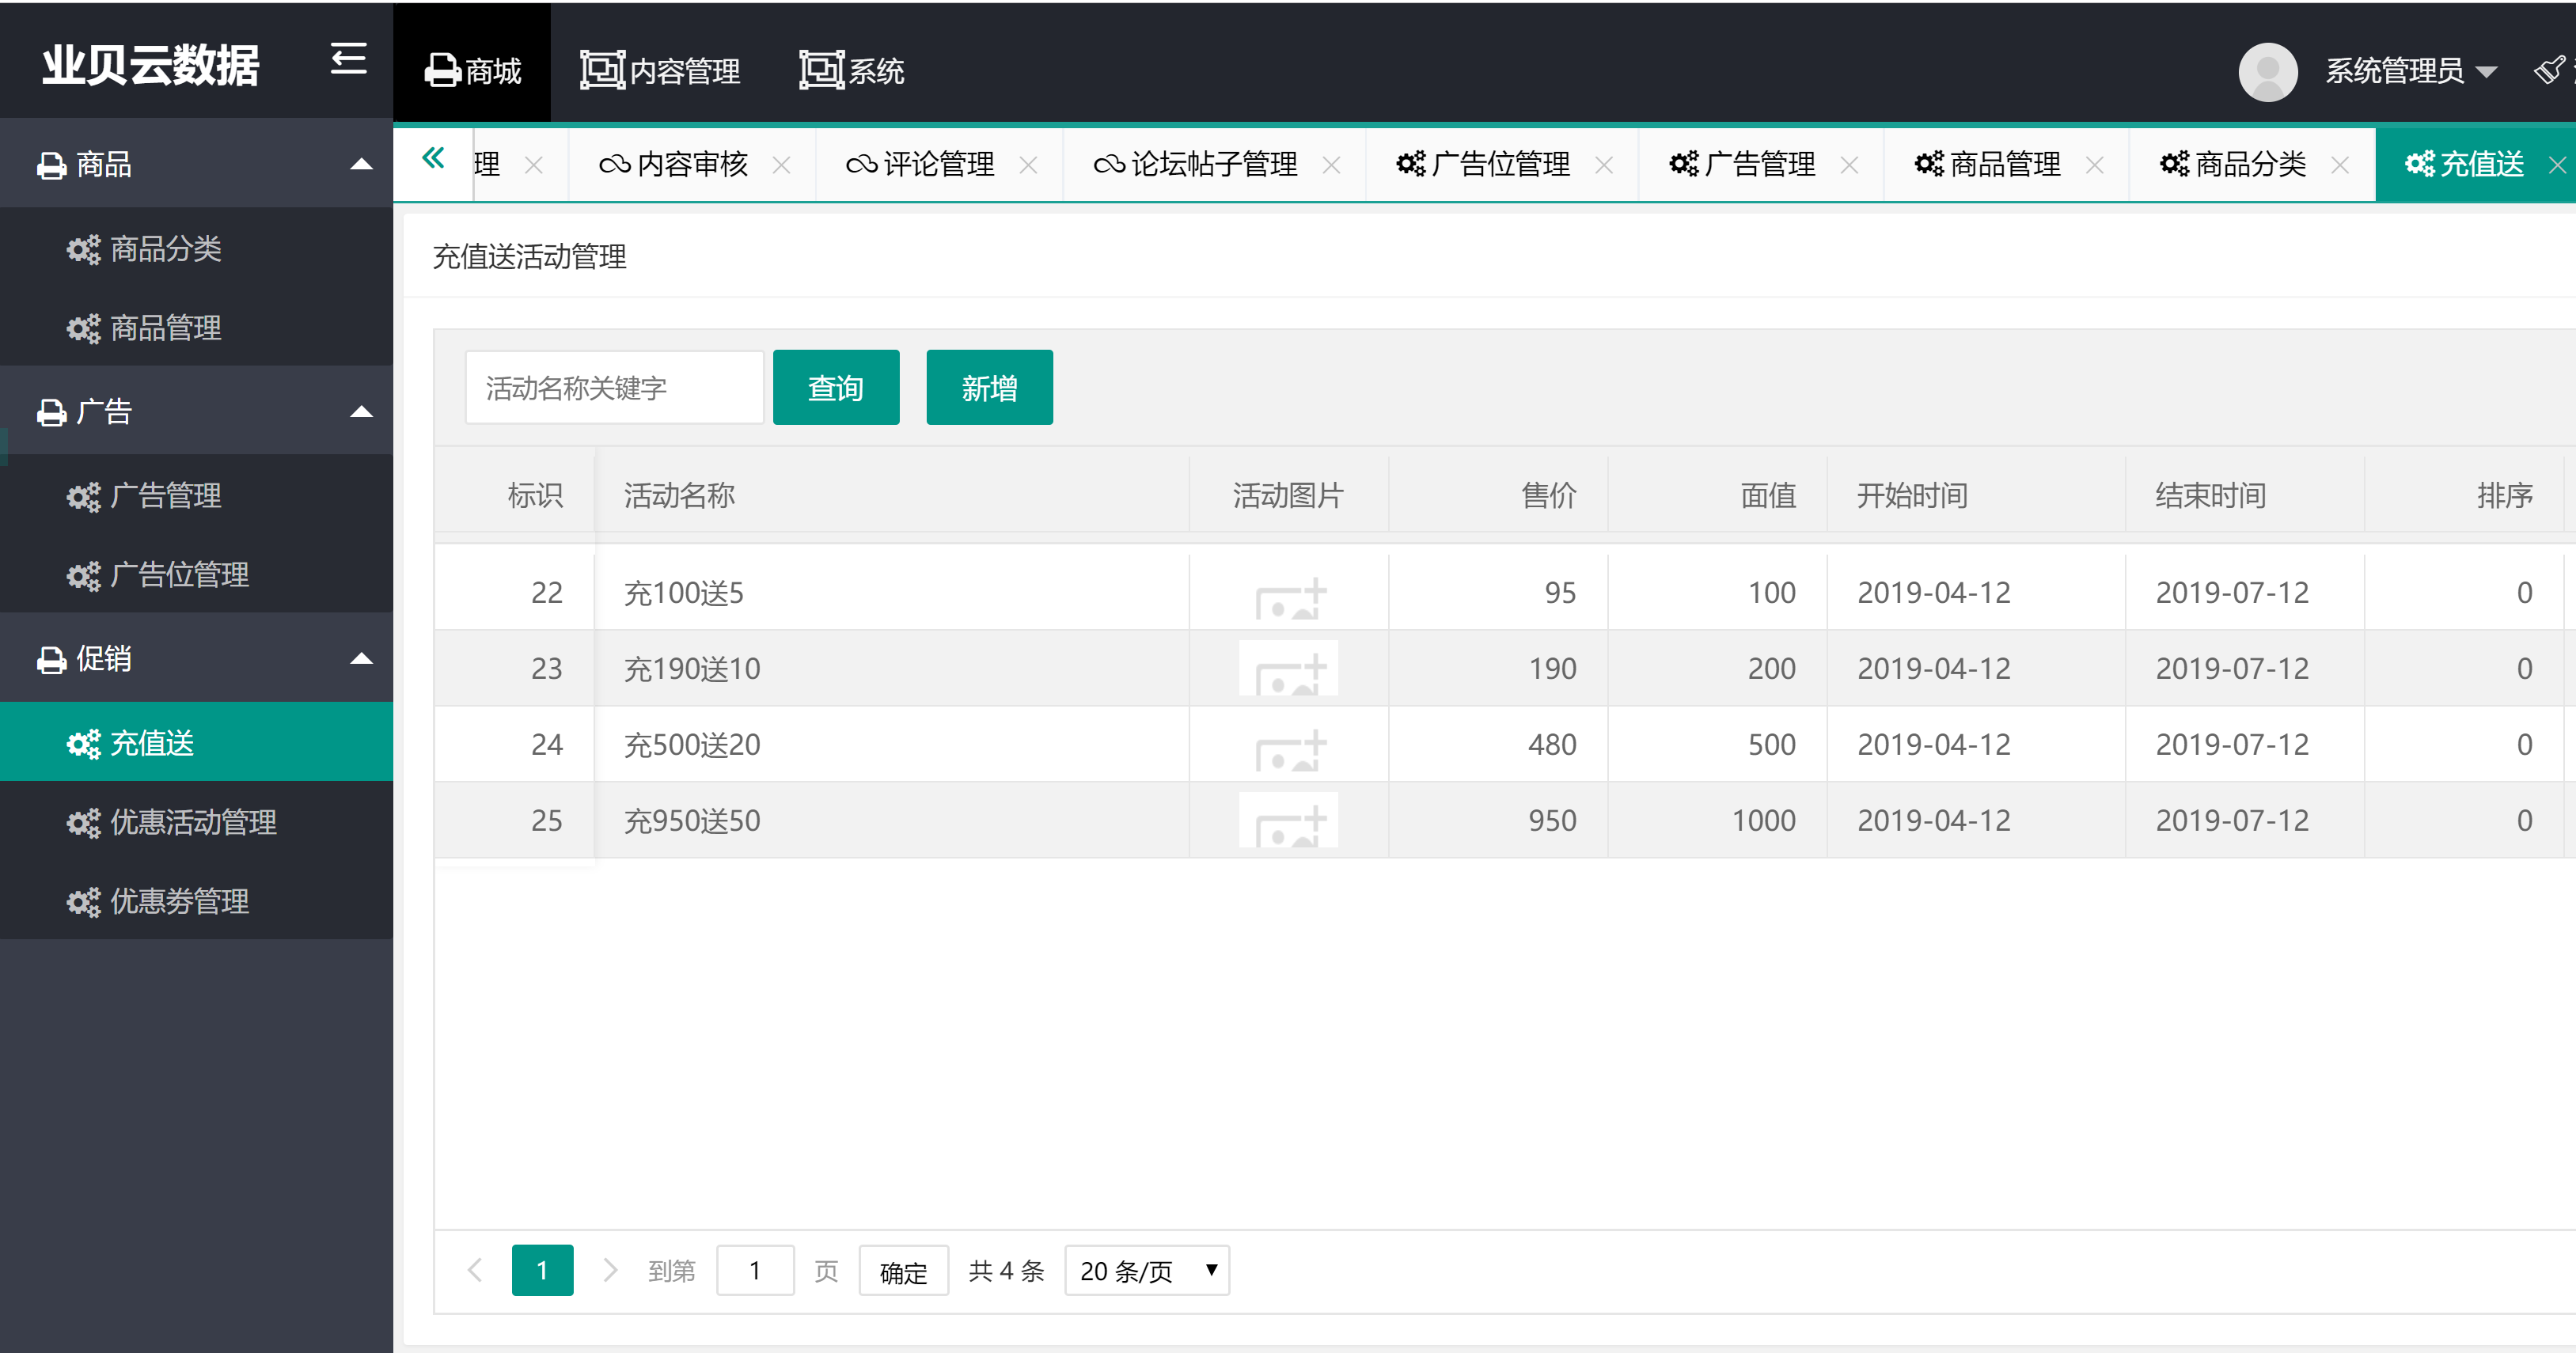 业贝云数据
商城 内容管理 系统 系统管理员
理 内容审核 评论管理 论坛帖子管理 广告位管理 广告管理 商品管理 商品分类 充值送
商品
商品分类
商品管理
广告
广告管理
广告位管理
促销
充值送
优惠活动管理
优惠劵管理
充值送活动管理
活动名称关键字 查询 新增
标识 活动名称 活动图片 售价 面值 开始时间 结束时间 排序
22 充100送5 95 100 2019-04-12 2019-07-12 0
23 充190送10 190 200 2019-04-12 2019-07-12 0
24 充500送20 480 500 2019-04-12 2019-07-12 0
25 充950送50 950 1000 2019-04-12 2019-07-12 0
1 到第 1 页 确定 共 4 条 20 条/页